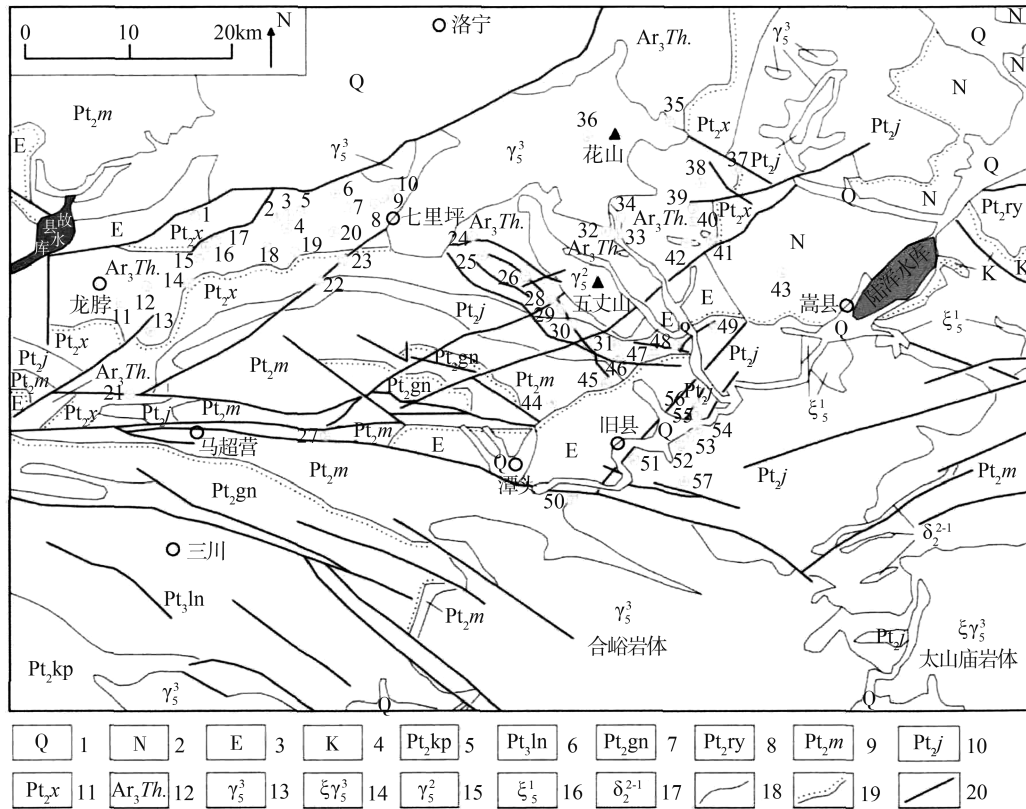 0 10 20km N
洛宁
Q
Pt₂m
E
Ar₃Th.
γ₅³
Q
N
N
N
35
36
花山
Pt₂x
γ₅³
γ₅³
Pt₂j
37
Pt₂j
38
Q
Q
故县水库
E
1
2
3
5
6
10
9
4
7
8
七里坪
Pt₂x
17
16
15
18
19
20
34
Ar₃Th.
39
40
Pt₂x
32
33
41
42
N
Pt₂ry
K
K
陆浑水库
龙脖
Ar₃Th.
14
12
11
13
Pt₂x
23
22
24
Ar₃Th.
25
26
Ar₃Th.
γ₅²
五丈山
28
29
30
43
嵩县
Q
Pt₂j
E
E
49
31
48
Q
47
46
45
Pt₂j
ξ₅¹
ξ₅¹
Pt₂x
Pt₂j
Pt₂m
E
Ar₃Th.
21
Pt₂x
Pt₂j
Pt₂m
Pt₂gn
Pt₂gn
Pt₂m
44
马超营
27
Pt₂m
E
Q
潭头
E
旧县
56
Pt₂j
55
54
Q
53
51
52
57
50
Pt₂j
Pt₂m
Pt₂m
Pt₂gn
δ₂²⁻¹
三川
Pt₃ln
Pt₂m
γ₅³
合峪岩体
Pt₂j
ξγ₅³
太山庙岩体
Pt₂kp
γ₅³
Q
Q
Q 1 N 2 E 3 K 4 Pt₂kp 5 Pt₃ln 6 Pt₂gn 7 Pt₂ry 8 Pt₂m 9 Pt₂j 10
Pt₂x 11 Ar₃Th. 12 γ₅³ 13 ξγ₅³ 14 γ₅² 15 ξ₅¹ 16 δ₂²⁻¹ 17 18 19 20